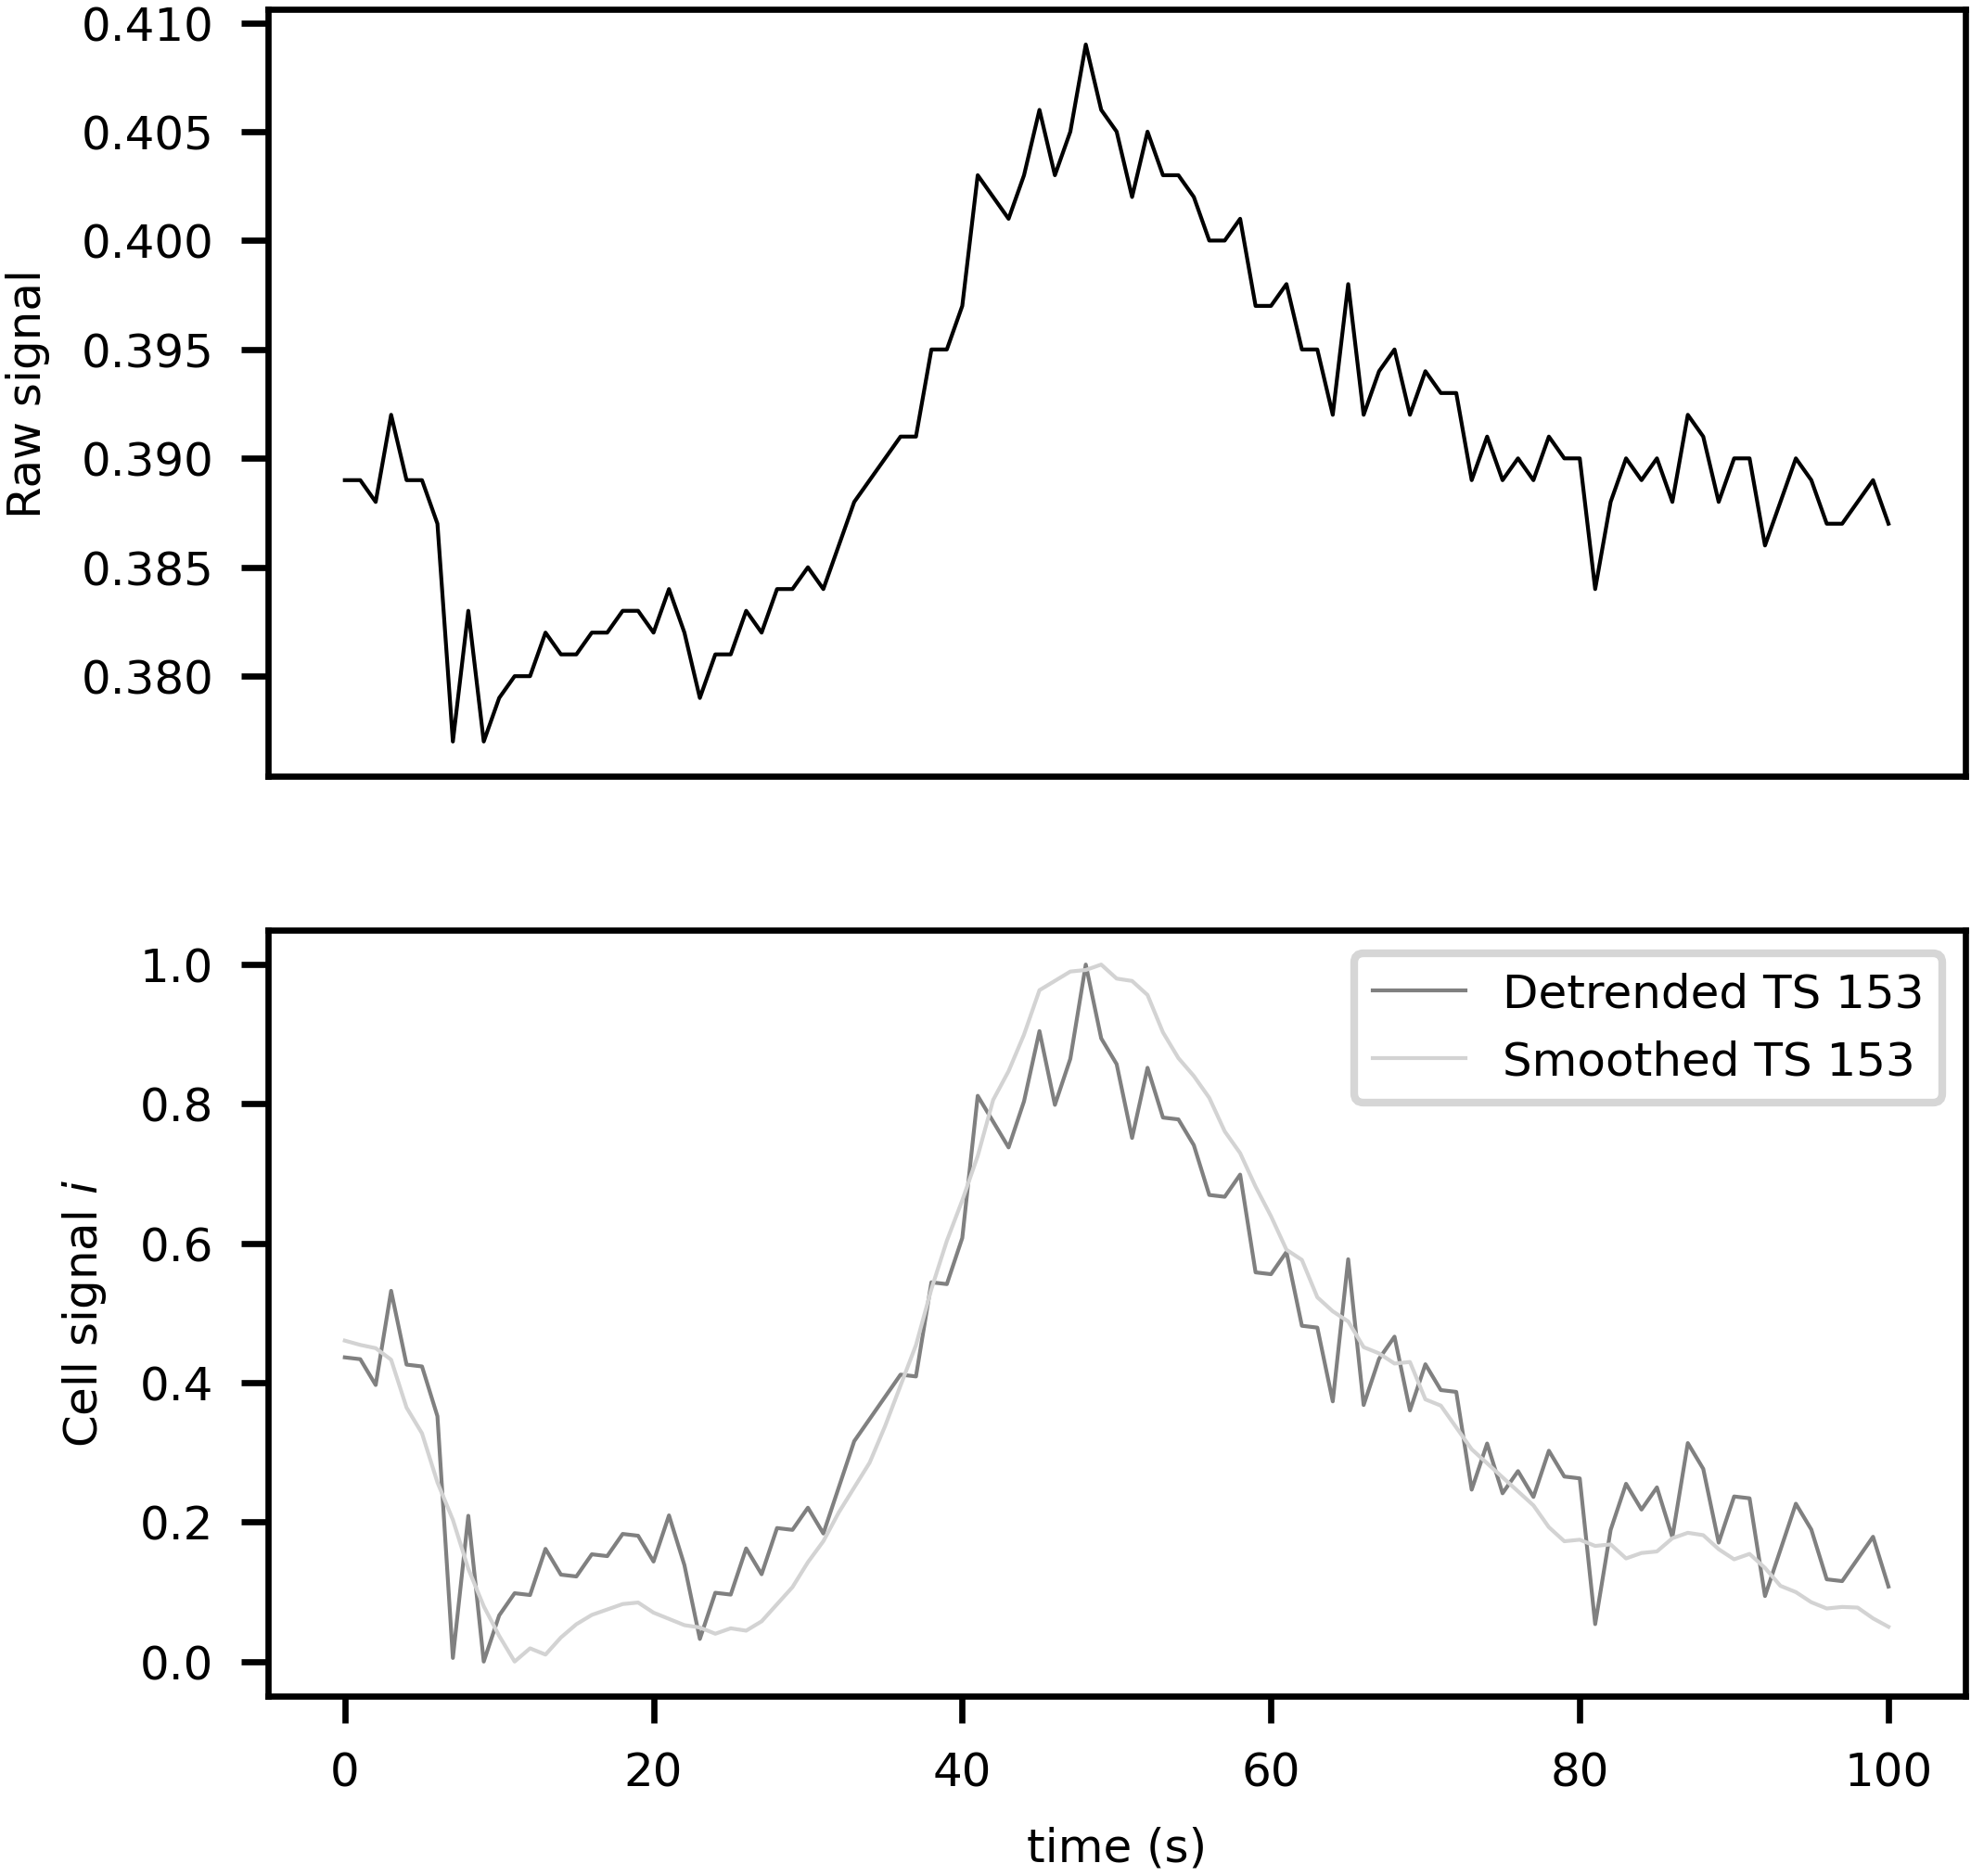 0.410
0.405
0.400
0.395
0.390
0.385
0.380
Raw signal
1.0
0.8
0.6
0.4
0.2
0.0
Cell signal i
Detrended TS 153
Smoothed TS 153
0 20 40 60 80 100
time (s)